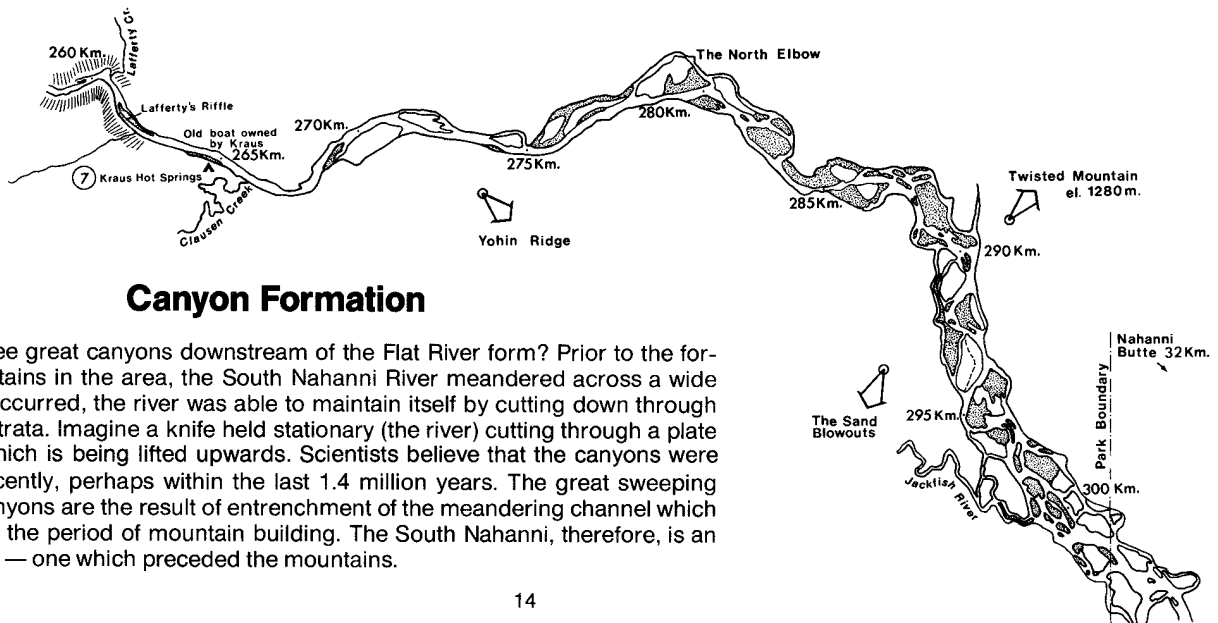 Lafferty Cr.
260 Km.
The North Elbow
Lafferty's Riffle
Old boat owned
by Kraus
265Km.
270Km.
275Km.
280Km.
7 Kraus Hot Springs
Clausen Creek
Yohin Ridge
285Km.
Twisted Mountain
el. 1280m.
290Km.
Nahanni
Butte 32Km.
Park Boundary
The Sand
Blowouts
295Km.
Jackfish River
300 Km.
Canyon Formation
ee great canyons downstream of the Flat River form? Prior to the for-
tains in the area, the South Nahanni River meandered across a wide
occurred, the river was able to maintain itself by cutting down through
trata. Imagine a knife held stationary (the river) cutting through a plate
hich is being lifted upwards. Scientists believe that the canyons were
cently, perhaps within the last 1.4 million years. The great sweeping
nyons are the result of entrenchment of the meandering channel which
the period of mountain building. The South Nahanni, therefore, is an
— one which preceded the mountains.
14